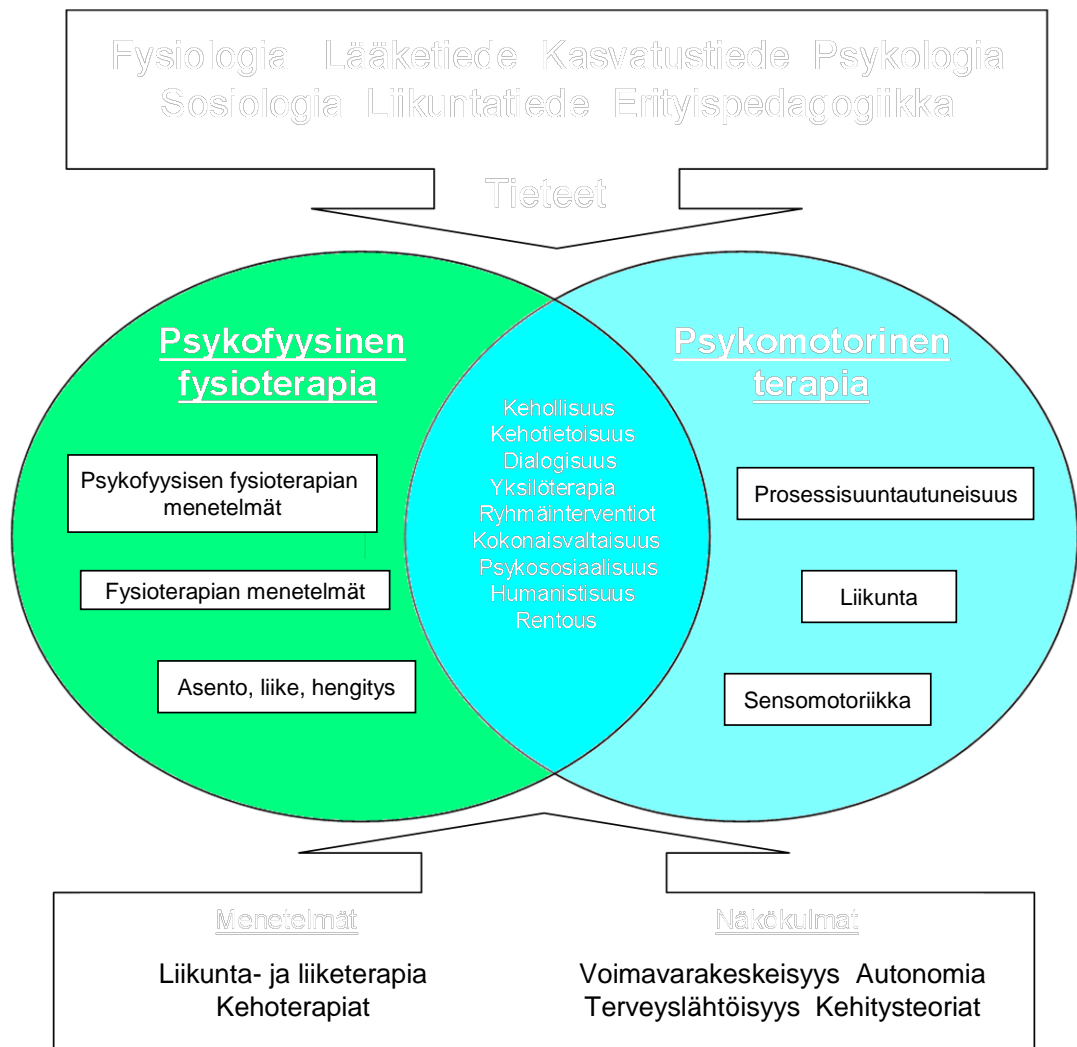 Fysiologia Lääketiede Kasvatustiede Psykologia
Sosiologia Liikuntatiede Erityispedagogiikka
Tieteet
Psykofyysinen
fysioterapia
Psykofyysisen fysioterapian
menetelmät
Fysioterapian menetelmät
Asento, liike, hengitys
Kehollisuus
Kehotietoisuus
Dialogisuus
Yksilöterapia
Ryhmäinterventiot
Kokonaisvaltaisuus
Psykososiaalisuus
Humanistisuus
Rentous
Psykomotorinen
terapia
Prosessisuuntautuneisuus
Liikunta
Sensomotoriikka
Menetelmät
Liikunta- ja liiketerapia
Kehoterapiat
Näkökulmat
Voimavarakeskeisyys Autonomia
Terveyslähtöisyys Kehitysteoriat